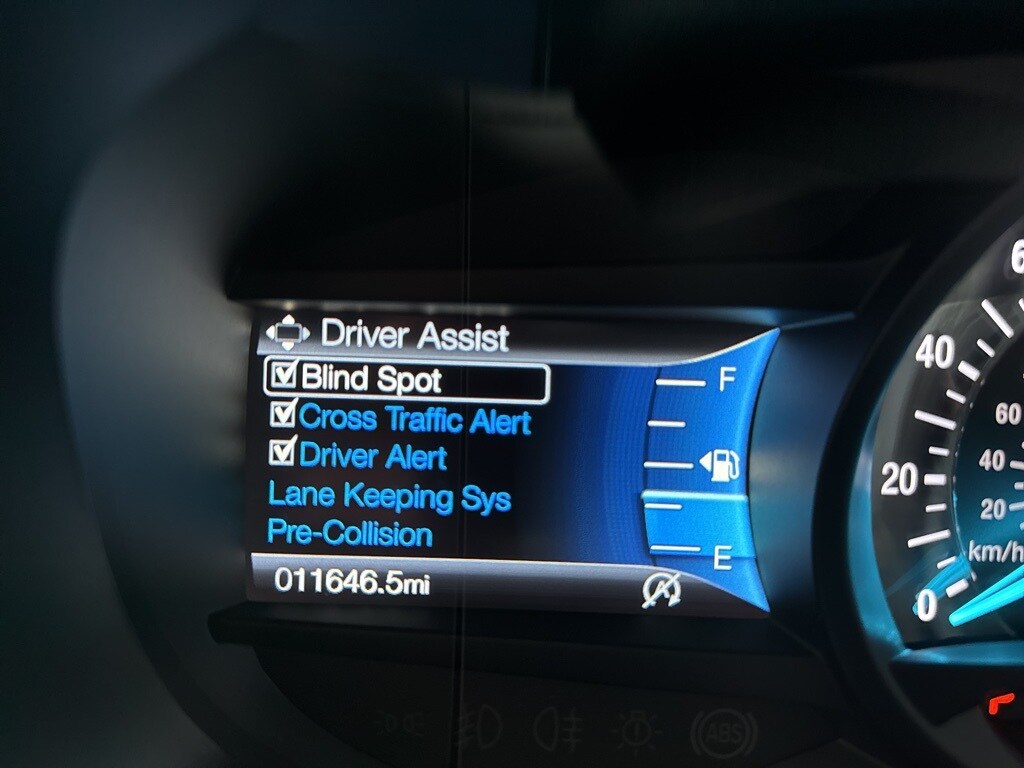 Driver Assist
Blind Spot
Cross Traffic Alert
Driver Alert
Lane Keeping Sys
Pre-Collision
011646.5mi
F
E
40
20
0
60
40
20
km/h
ABS